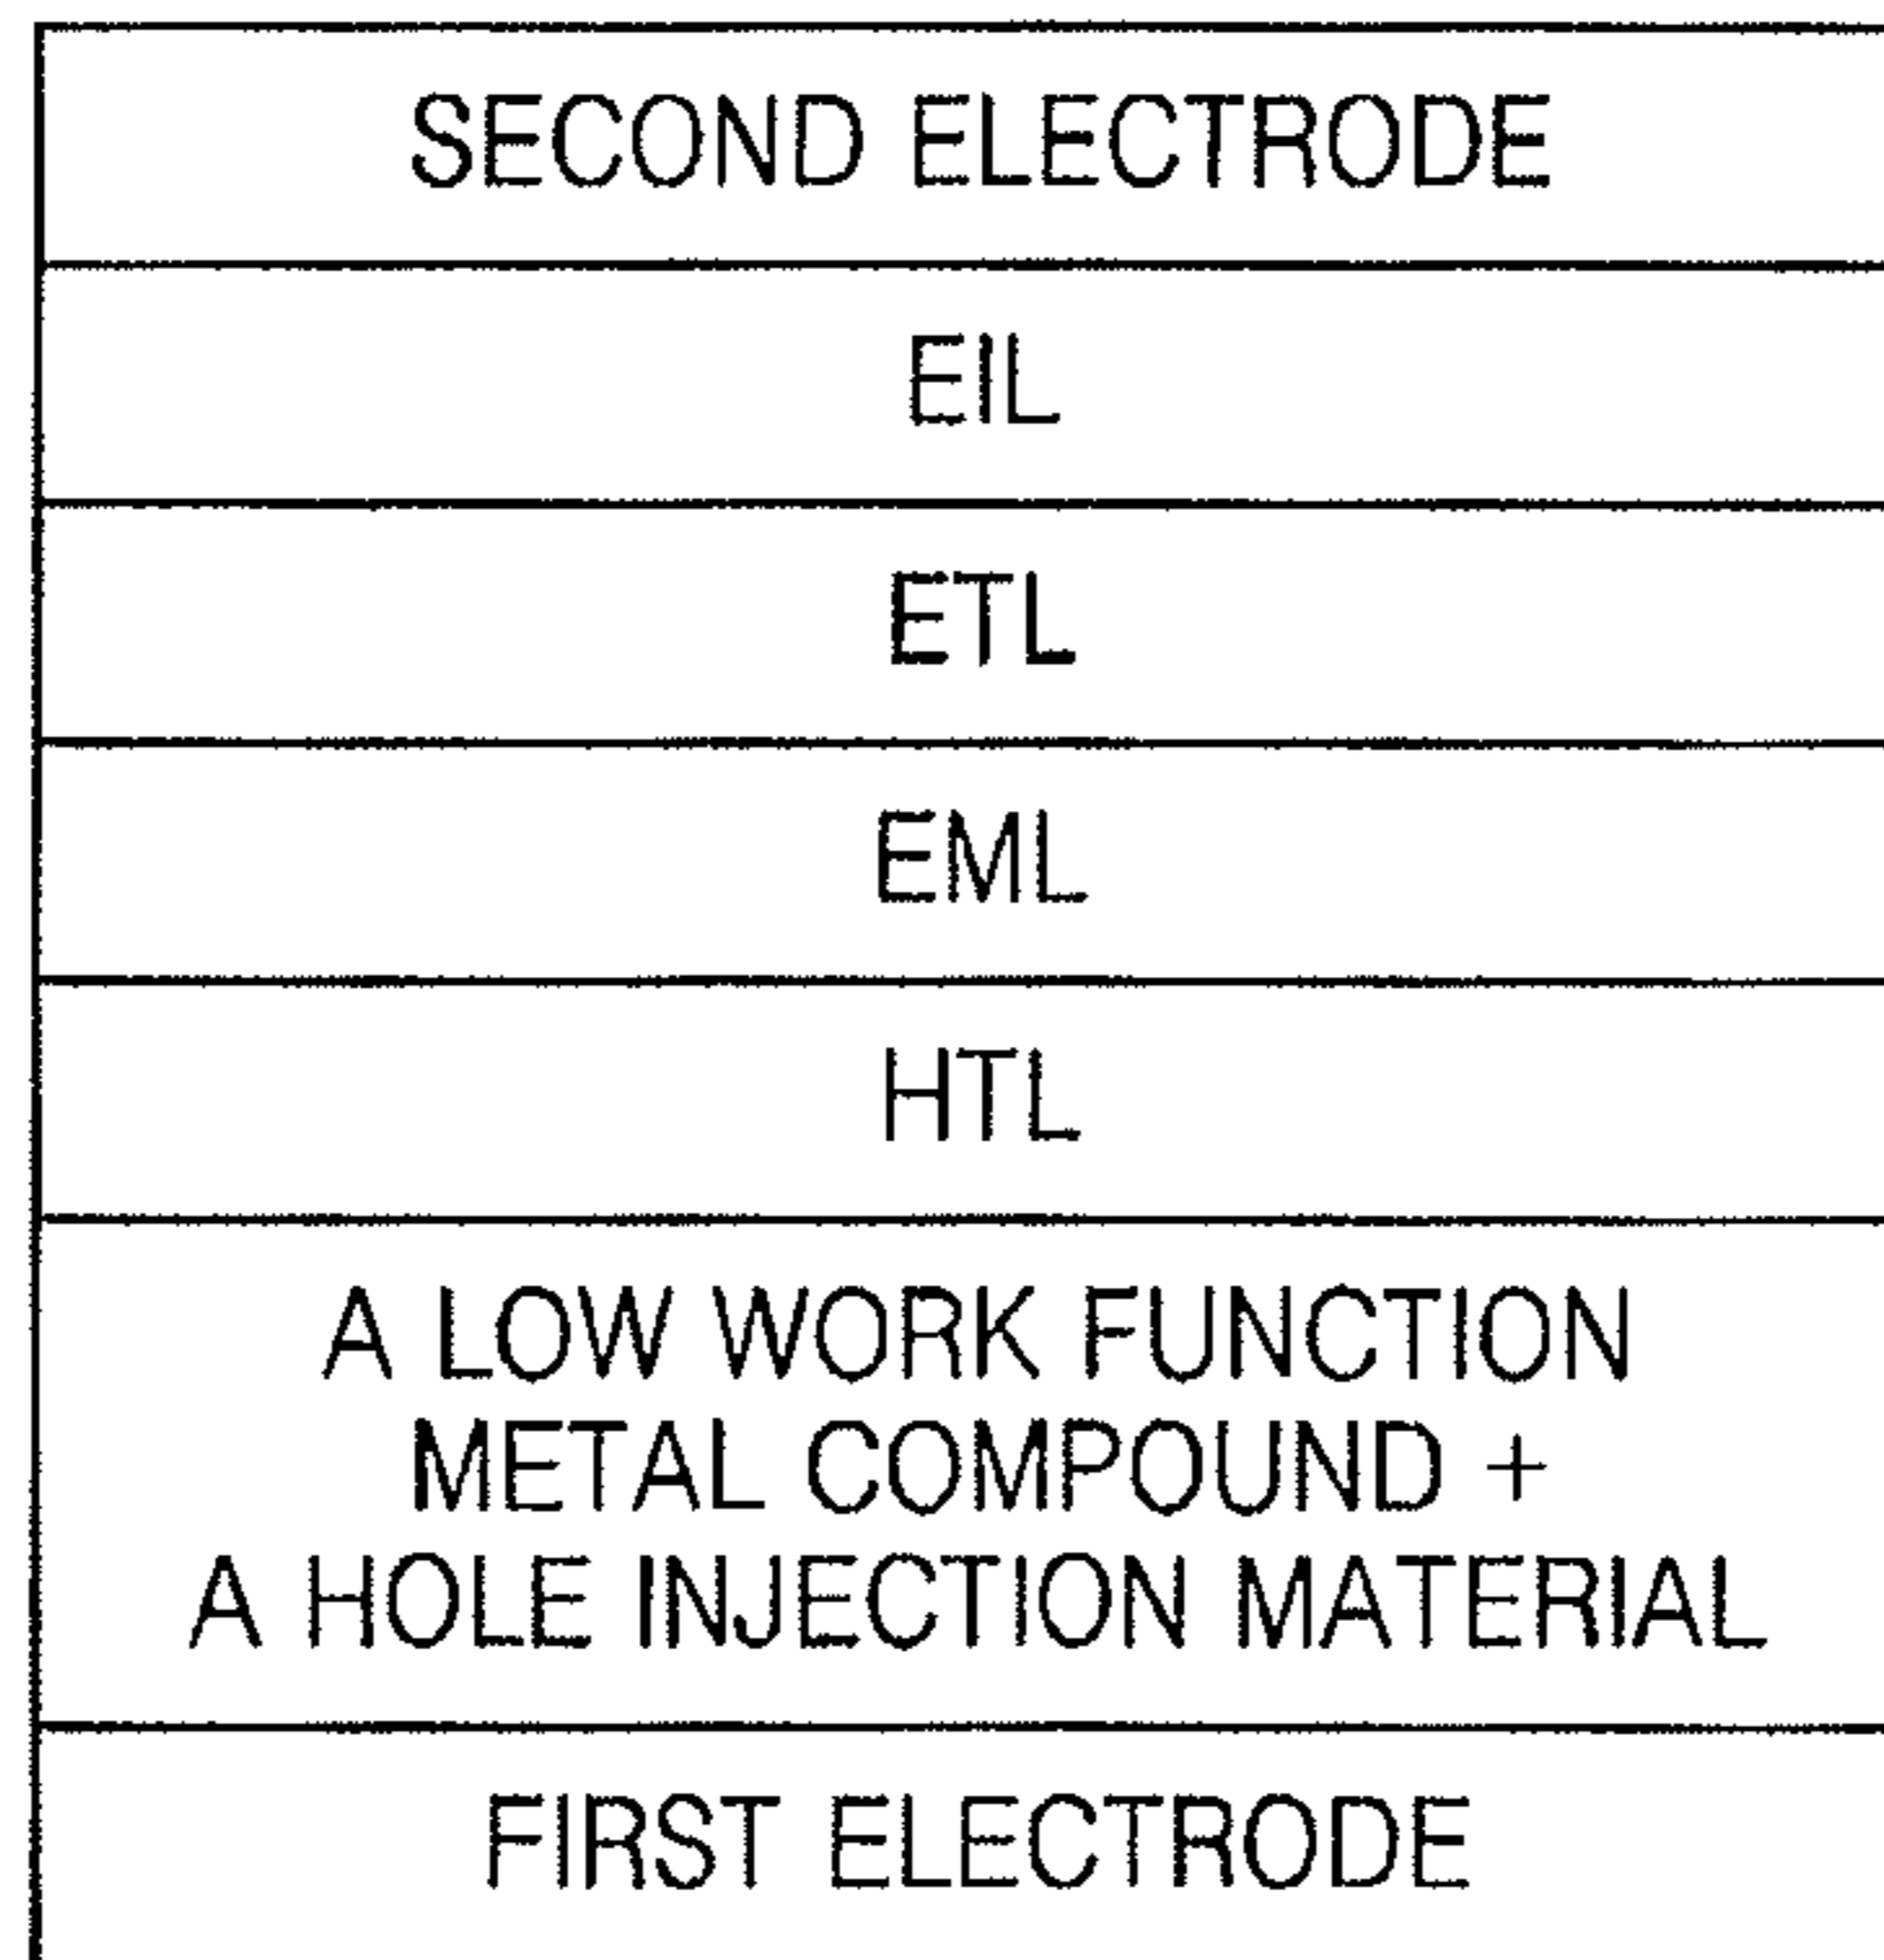 SECOND ELECTRODE
EIL
ETL
EML
HTL
A LOW WORK FUNCTION
METAL COMPOUND +
A HOLE INJECTION MATERIAL
FIRST ELECTRODE